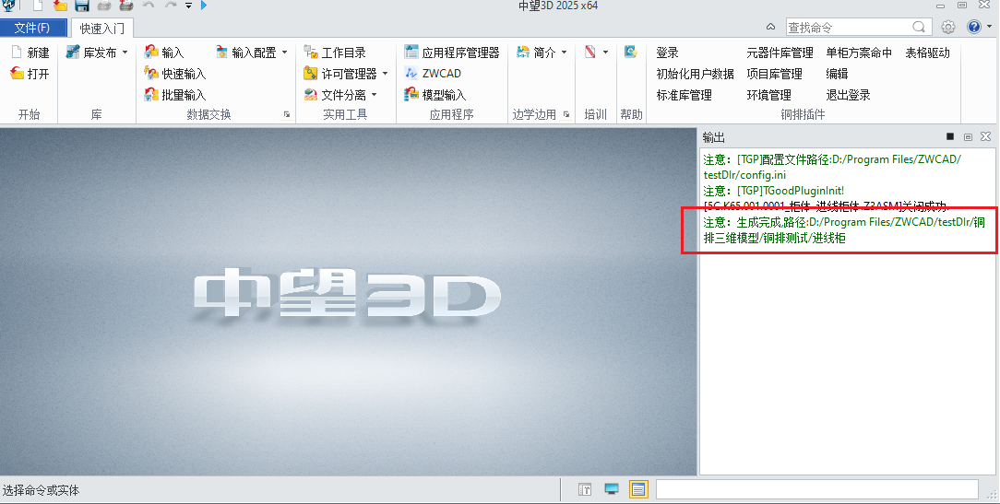 中望3D 2025 x64
文件(F)
快速入门
查找命令
新建
打开
开始
库发布
库
输入
快速输入
批量输入
输入配置
数据交换
工作目录
许可管理器
文件分离
实用工具
应用程序管理器
ZWCAD
模型输入
应用程序
简介
边学边用
培训
帮助
登录
初始化用户数据
标准库管理
元器件库管理
项目库管理
环境管理
单柜方案命中
编辑
退出登录
表格驱动
铜排插件
输出
注意：[TGP]配置文件路径:D:/Program Files/ZWCAD/
testDlr/config.ini
注意：[TGP]TGoodPluginInit!
[5G.K65.001.0001_柜体-进线柜体.Z3ASM]关闭成功.
注意：生成完成,路径:D:/Program Files/ZWCAD/testDlr/铜
排三维模型/铜排测试/进线柜
中望3D
选择命令或实体